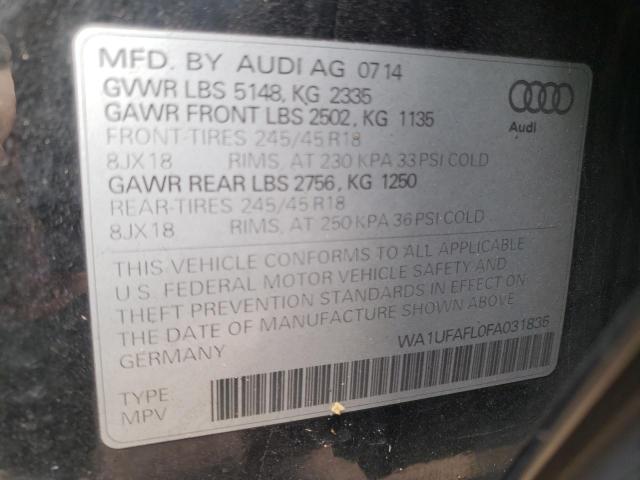 MFD. BY AUDI AG 0714
GVWR LBS 5148, KG 2335
GAWR FRONT LBS 2502, KG 1135
FRONT-TIRES 245/45 R18
8JX18 RIMS, AT 230 KPA 33 PSI COLD
GAWR REAR LBS 2756, KG 1250
REAR-TIRES 245/45 R18
8JX18 RIMS, AT 250 KPA 36 PSI COLD
Audi
THIS VEHICLE CONFORMS TO ALL APPLICABLE
U.S. FEDERAL MOTOR VEHICLE SAFETY AND
THEFT PREVENTION STANDARDS IN EFFECT ON
THE DATE OF MANUFACTURE SHOWN ABOVE
GERMANY
WA1UFAFL0FA031835
TYPE
MPV